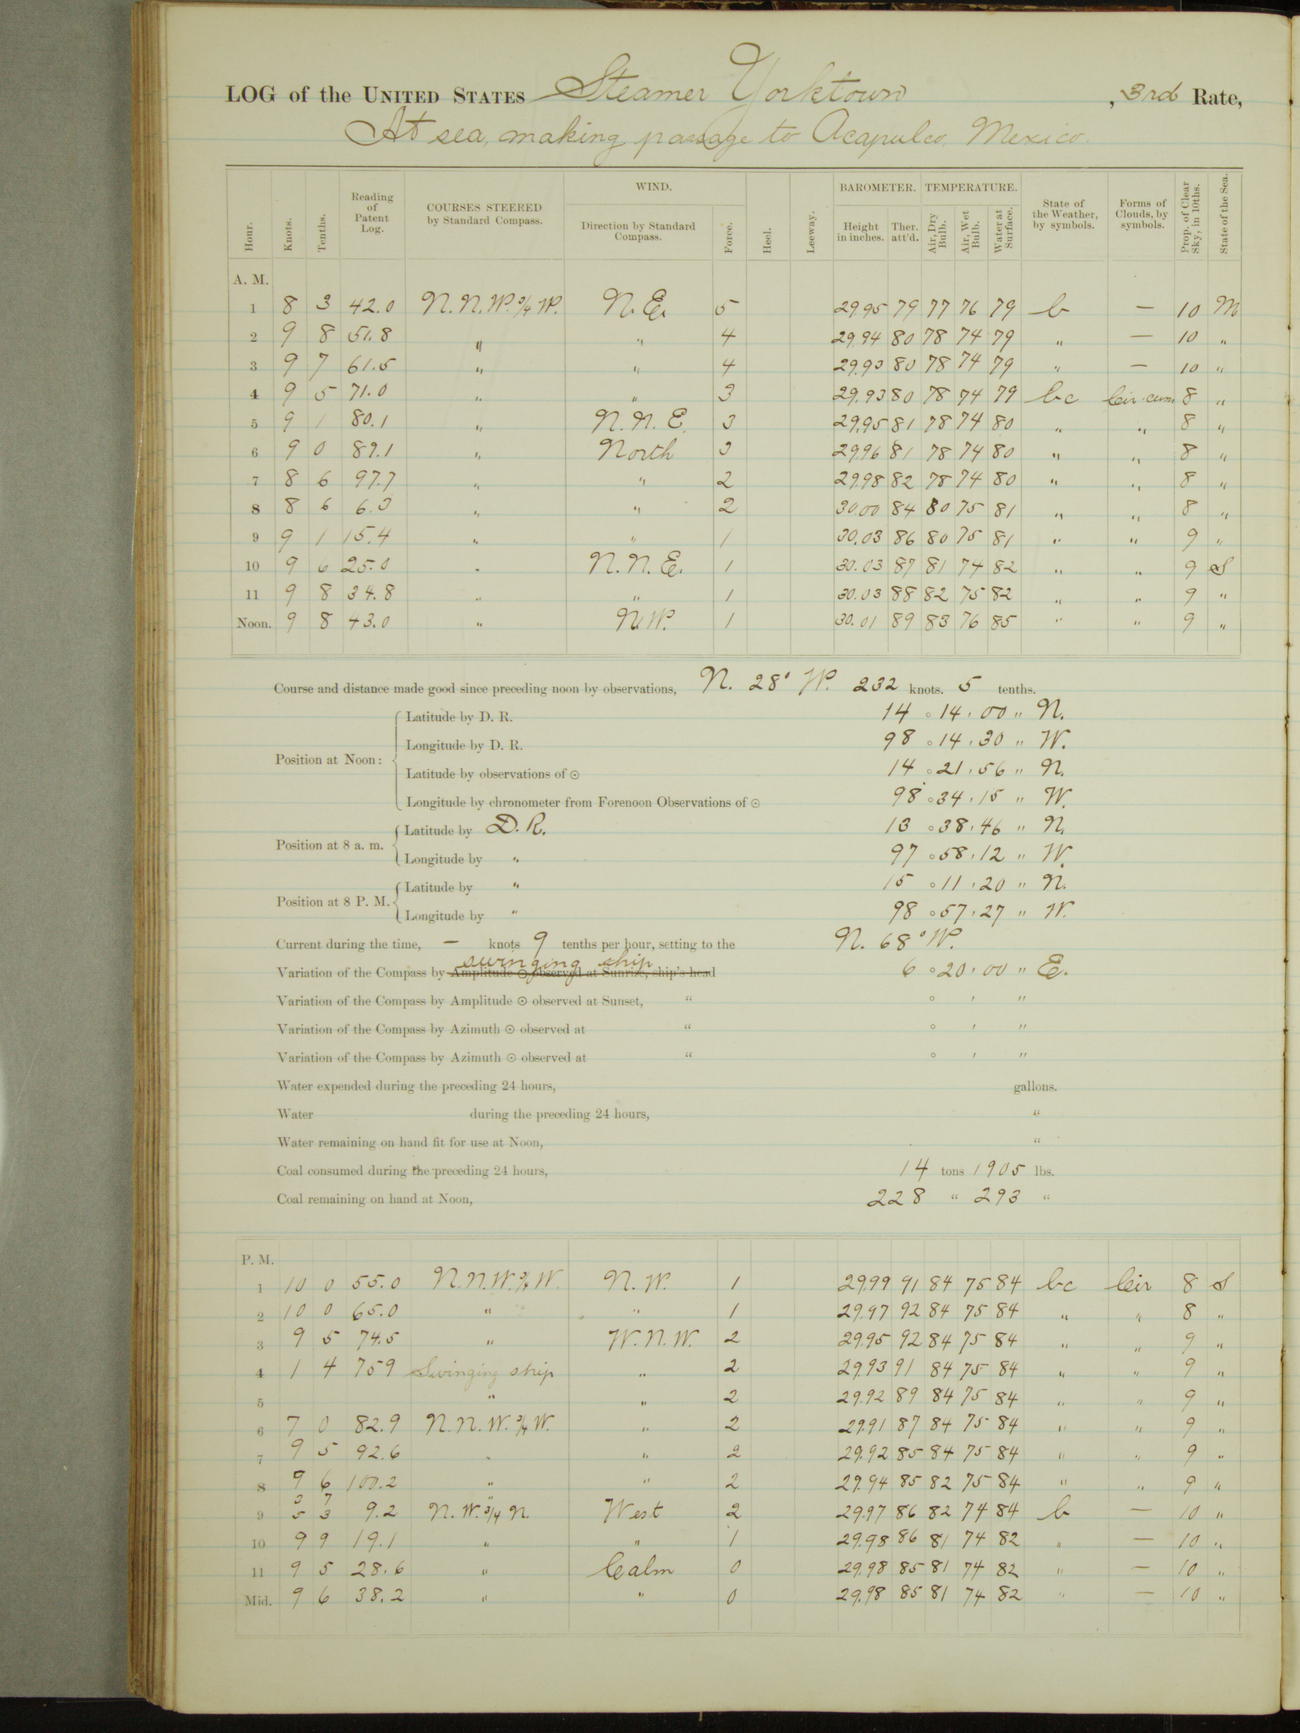 LOG of the UNITED STATES Steamer Yorktown, 3rd Rate,
At sea, making passage to Acapulco, Mexico.
Hour. Knots. Tenths. Reading of Patent Log. COURSES STEERED by Standard Compass. WIND. Direction by Standard Compass. Force. Heel. Leeway. BAROMETER. Height in inches. Ther. att'd. TEMPERATURE. Air, Dry Bulb. Air, Wet Bulb. Water at Surface. State of the Weather, by symbols. Forms of Clouds, by symbols. Prop. of Clear Sky, in 10ths. State of the Sea.
A. M.
1 8 3 42.0 N.N.W. 3/4 W. N.E. 5 29.95 79 77 76 79 b — 10 M
2 9 8 51.8 " " 4 29.94 80 78 74 79 " — 10 "
3 9 7 61.5 " " 4 29.93 80 78 74 79 " — 10 "
4 9 5 71.0 " " 3 29.93 80 78 74 79 bc Cir-cum 8 "
5 9 1 80.1 " N.N.E. 3 29.95 81 78 74 80 " " 8 "
6 9 0 89.1 " North 3 29.96 81 78 74 80 " " 8 "
7 8 6 97.7 " " 2 29.98 82 78 74 80 " " 8 "
8 8 6 6.3 " " 2 30.00 84 80 75 81 " " 8 "
9 9 1 15.4 " " 1 30.03 86 80 75 81 " " 9 "
10 9 6 25.0 " N.N.E. 1 30.03 87 81 74 82 " " 9 S
11 9 8 34.8 " " 1 30.03 88 82 75 82 " " 9 "
Noon. 9 8 43.0 " N.W. 1 30.01 89 83 76 85 " " 9 "
Course and distance made good since preceding noon by observations, N. 28° W. 232 knots. 5 tenths.
Position at Noon: Latitude by D. R. 14 ° 14 ' 00 " N.
Longitude by D. R. 98 ° 14 ' 30 " W.
Latitude by observations of ☉ 14 ° 21 ' 56 " N.
Longitude by chronometer from Forenoon Observations of ☉ 98 ° 34 ' 15 " W.
Position at 8 a. m. Latitude by D. R. 13 ° 38 ' 46 " N.
Longitude by " 97 ° 58 ' 12 " W.
Position at 8 P. M. Latitude by " 15 ° 11 ' 20 " N.
Longitude by " 98 ° 57 ' 27 " W.
Current during the time, — knots 9 tenths per hour, setting to the N. 68° W.
swinging ship
Variation of the Compass by Amplitude ☉ observed at Sunrise, ship's head 6 ° 20 ' 00 " E.
Variation of the Compass by Amplitude ☉ observed at Sunset, " ° ' "
Variation of the Compass by Azimuth ☉ observed at " ° ' "
Variation of the Compass by Azimuth ☉ observed at " ° ' "
Water expended during the preceding 24 hours, gallons.
Water during the preceding 24 hours, "
Water remaining on hand fit for use at Noon, "
Coal consumed during the preceding 24 hours, 14 tons 1905 lbs.
Coal remaining on hand at Noon, 228 " 293 "
P. M.
1 10 0 55.0 N.N.W. 3/4 W. N.W. 1 29.99 91 84 75 84 bc Cir 8 S
2 10 0 65.0 " " 1 29.97 92 84 75 84 " " 8 "
3 9 5 74.5 " W.N.W. 2 29.95 92 84 75 84 " " 9 "
4 1 4 75 9 Swinging ship " 2 29.93 91 84 75 84 " " 9 "
5 " " 2 29.92 89 84 75 84 " " 9 "
6 7 0 82.9 N.N.W. 3/4 W. " 2 29.91 87 84 75 84 " " 9 "
7 9 5 92.6 " " 2 29.92 85 84 75 84 " " 9 "
8 9 6 100.2 " " 2 29.94 85 82 75 84 " " 9 "
3 7 "
9 5 3 9.2 N.W. 3/4 N. West 2 29.97 86 82 74 84 b — 10 "
10 9 9 19.1 " " 1 29.98 86 81 74 82 " — 10 "
11 9 5 28.6 " Calm 0 29.98 85 81 74 82 " — 10 "
Mid. 9 6 38.2 " " 0 29.98 85 81 74 82 " — 10 "